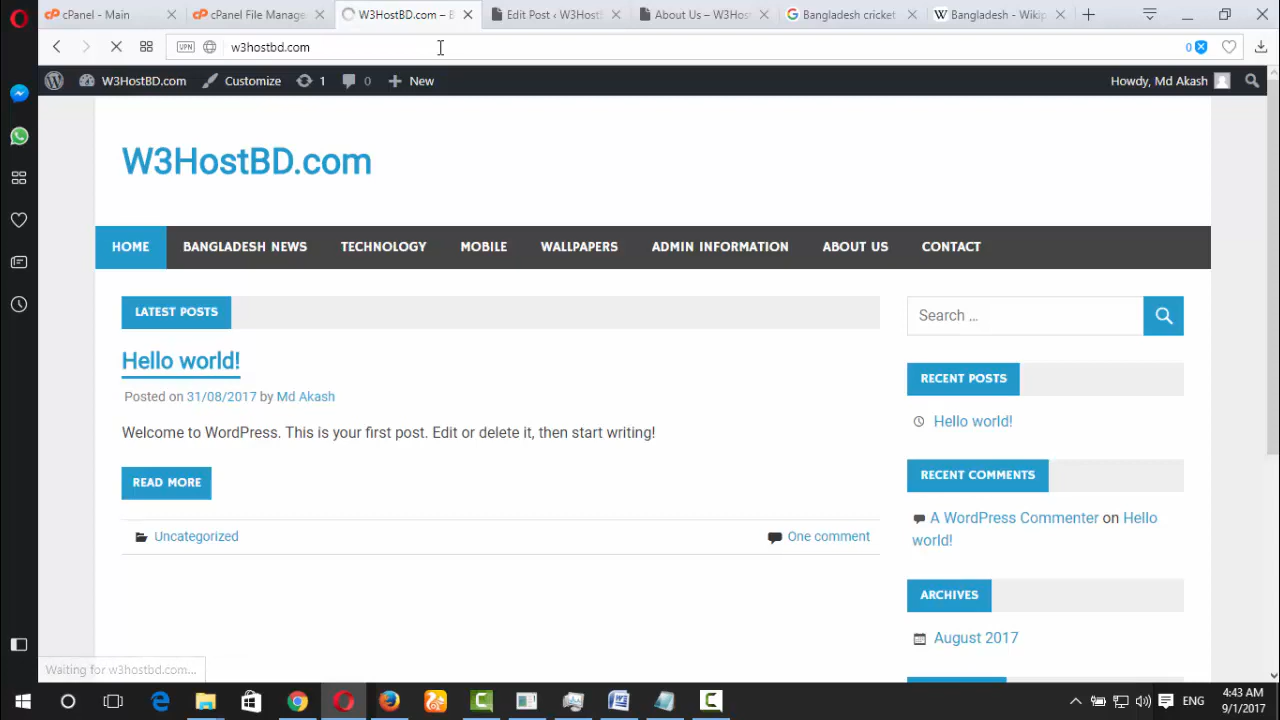 cPanel - Main
cPanel File Manage
W3HostBD.com – B
Edit Post ‹ W3HostB
About Us – W3Host
Bangladesh cricket
Bangladesh - Wikip
VPN
w3hostbd.com
0
W3HostBD.com
Customize
1
0
New
Howdy, Md Akash
W3HostBD.com
HOME
BANGLADESH NEWS
TECHNOLOGY
MOBILE
WALLPAPERS
ADMIN INFORMATION
ABOUT US
CONTACT
LATEST POSTS
Hello world!
Posted on 31/08/2017 by Md Akash
Welcome to WordPress. This is your first post. Edit or delete it, then start writing!
READ MORE
Uncategorized
One comment
Search ...
RECENT POSTS
Hello world!
RECENT COMMENTS
A WordPress Commenter on Hello
world!
ARCHIVES
August 2017
Waiting for w3hostbd.com...
ENG
4:43 AM
9/1/2017